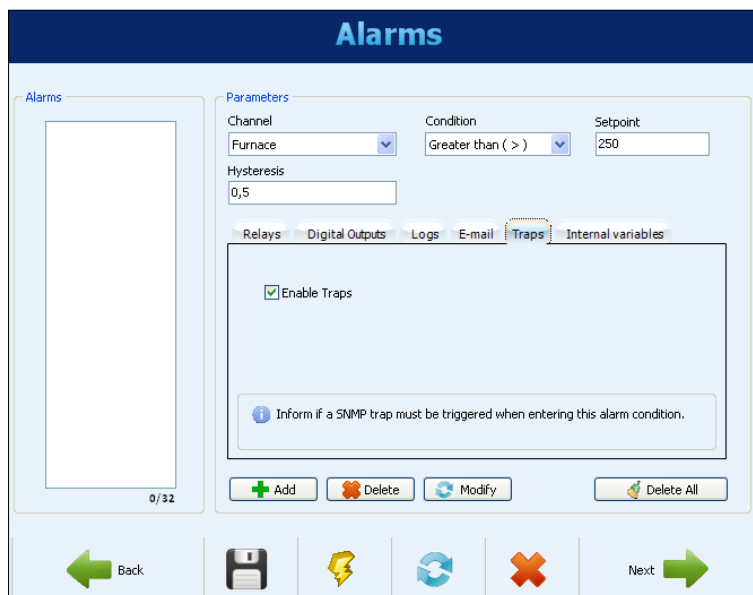 Alarms
Alarms
0/32
Parameters
Channel
Condition
Setpoint
Furnace
Greater than ( > )
250
Hysteresis
0,5
Relays
Digital Outputs
Logs
E-mail
Traps
Internal variables
Enable Traps
Inform if a SNMP trap must be triggered when entering this alarm condition.
Add
Delete
Modify
Delete All
Back
Next